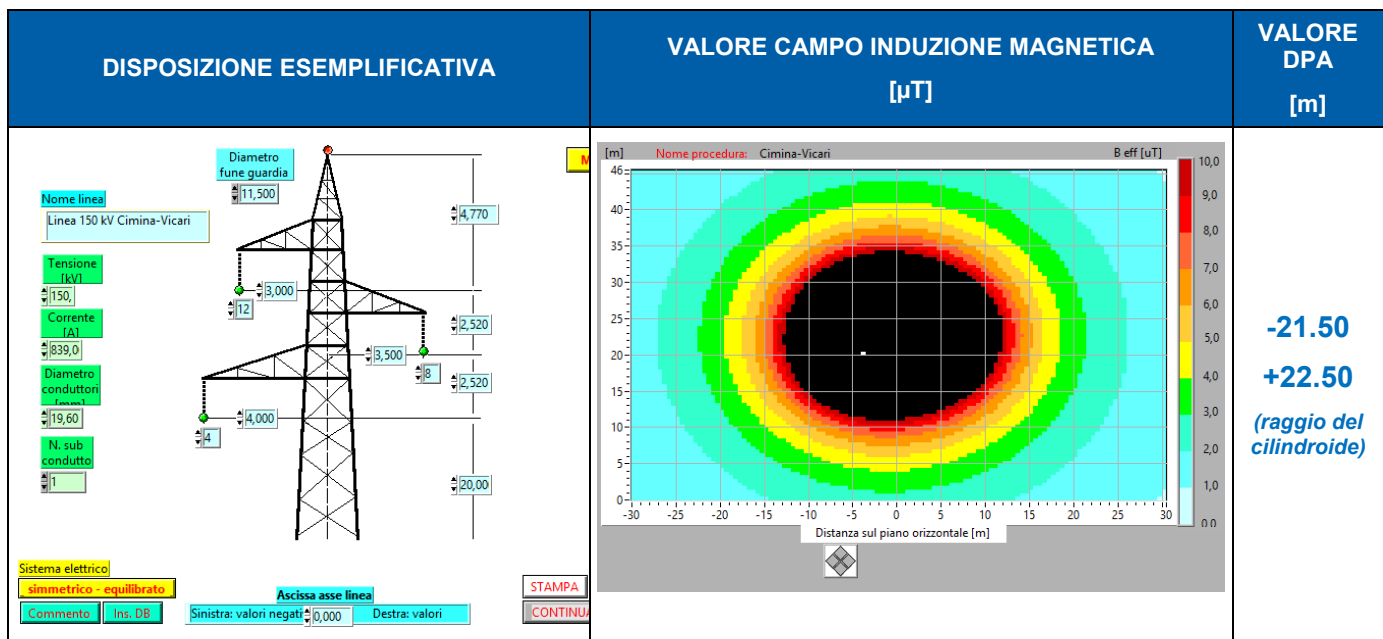 DISPOSIZIONE ESEMPLIFICATIVA
VALORE CAMPO INDUZIONE MAGNETICA
[µT]
VALORE
DPA
[m]
Diametro
fune guardia
11,500
M
Nome linea
Linea 150 kV Cimina-Vicari
4,770
Tensione
[kV]
150,
3,000
12
Corrente
[A]
839,0
2,520
3,500
8
Diametro
conduttori
[mm]
19,60
2,520
4,000
4
N. sub
condutto
1
20,00
Sistema elettrico
simmetrico - equilibrato
Commento
Ins. DB
Ascissa asse linea
Sinistra: valori negati
0,000
Destra: valori
STAMPA
CONTINUA
[m]
Nome procedura: Cimina-Vicari
B eff [uT]
46
40
35
30
25
20
15
10
5
0
-30 -25 -20 -15 -10 -5 0 5 10 15 20 25 30
Distanza sul piano orizzontale [m]
10,0
9,0
8,0
7,0
6,0
5,0
4,0
3,0
2,0
1,0
0,0
-21.50
+22.50
(raggio del
cilindroide)